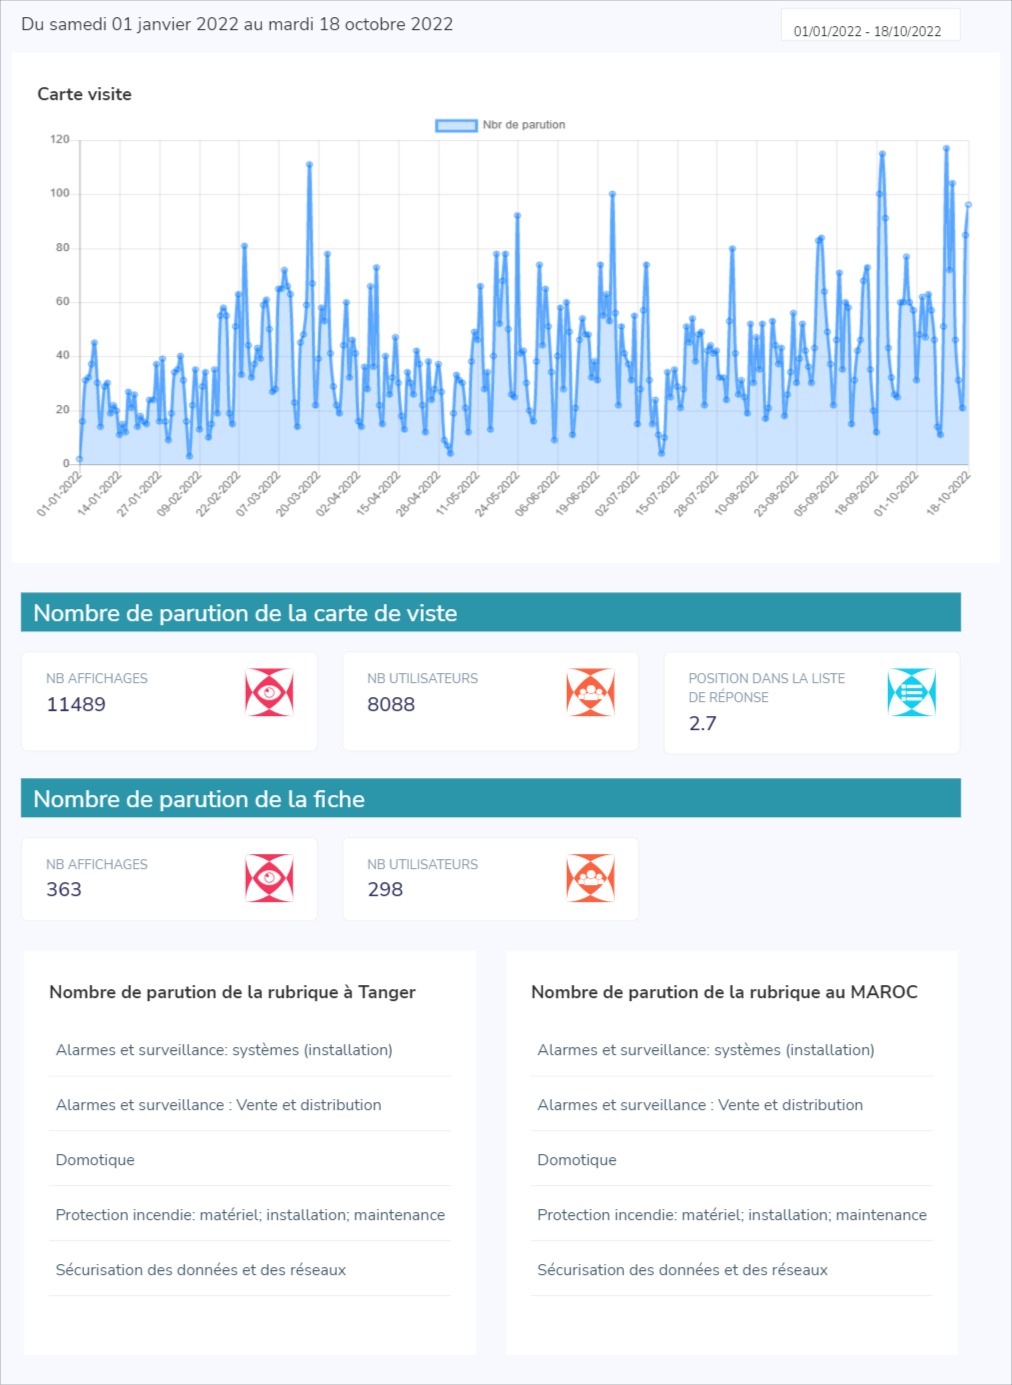 Du samedi 01 janvier 2022 au mardi 18 octobre 2022
01/01/2022 - 18/10/2022
Carte visite
Nbr de parution
120
100
80
60
40
20
0
01-01-2022
14-01-2022
27-01-2022
09-02-2022
22-02-2022
07-03-2022
20-03-2022
02-04-2022
15-04-2022
28-04-2022
11-05-2022
24-05-2022
06-06-2022
19-06-2022
02-07-2022
15-07-2022
28-07-2022
10-08-2022
23-08-2022
05-09-2022
18-09-2022
01-10-2022
18-10-2022
Nombre de parution de la carte de viste
NB AFFICHAGES
11489
NB UTILISATEURS
8088
POSITION DANS LA LISTE
DE RÉPONSE
2.7
Nombre de parution de la fiche
NB AFFICHAGES
363
NB UTILISATEURS
298
Nombre de parution de la rubrique à Tanger
Alarmes et surveillance: systèmes (installation)
Alarmes et surveillance : Vente et distribution
Domotique
Protection incendie: matériel; installation; maintenance
Sécurisation des données et des réseaux
Nombre de parution de la rubrique au MAROC
Alarmes et surveillance: systèmes (installation)
Alarmes et surveillance : Vente et distribution
Domotique
Protection incendie: matériel; installation; maintenance
Sécurisation des données et des réseaux